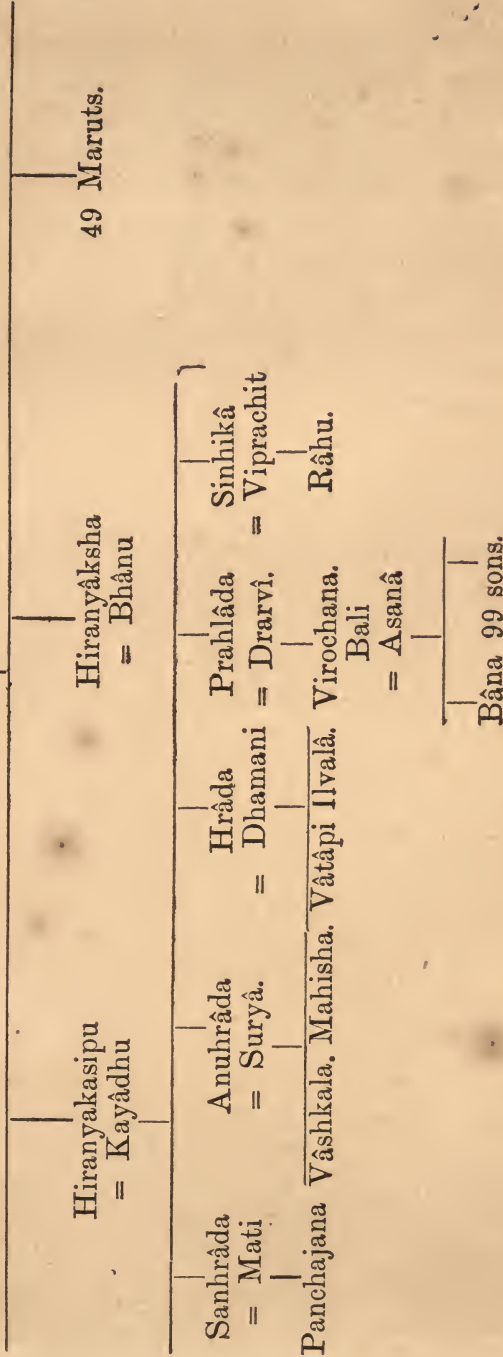 Hiranyakasipu Hiranyâksha 49 Maruts.
= Kayâdhu = Bhânu
Sanhrâda Anuhrâda Hrâda Prahlâda Sinhikâ
= Mati = Suryâ. = Dhamani = Drarvî. = Viprachit
Panchajana Vâshkala. Mahisha. Vâtâpi Ilvalâ. Virochana. Râhu.
Bali
= Asanâ
Bâna 99 sons.